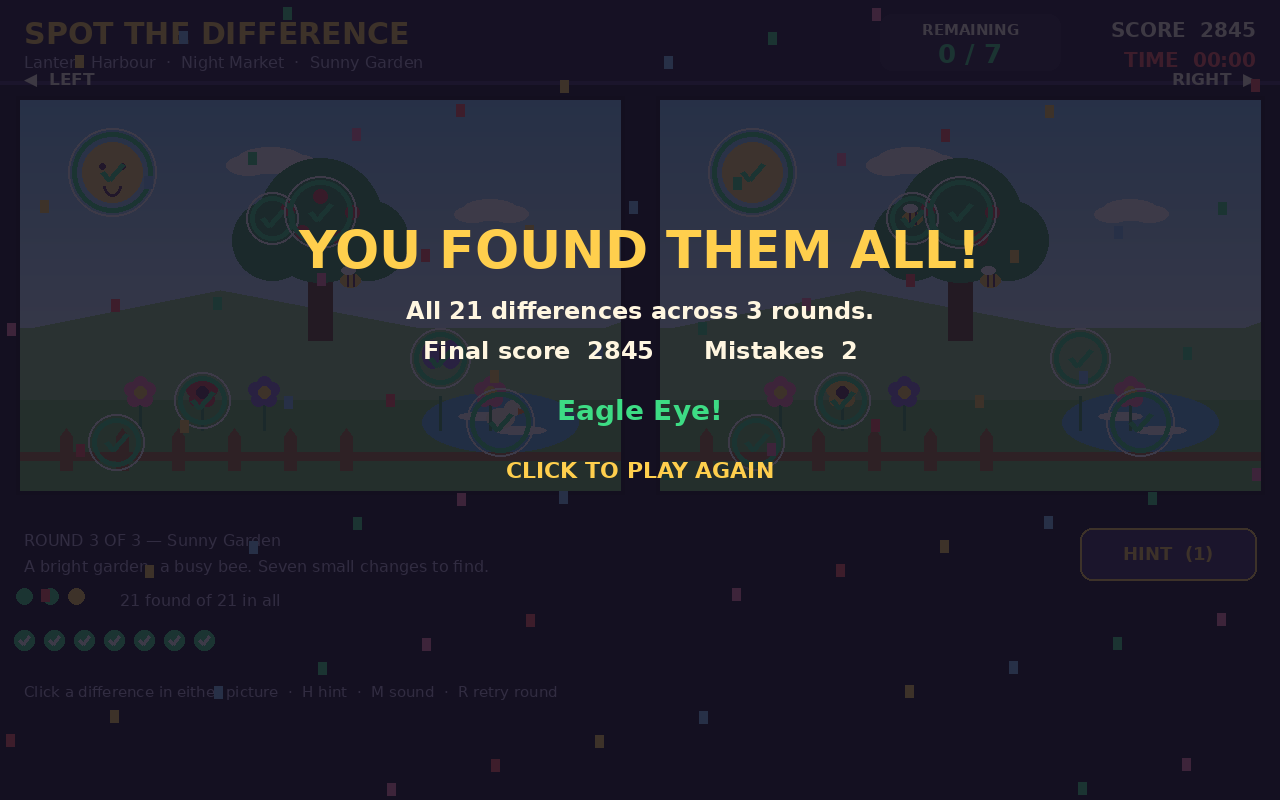 SPOT THE DIFFERENCE
Lantern Harbour · Night Market · Sunny Garden
REMAINING
0 / 7
SCORE 2845
TIME 00:00
◀ LEFT
RIGHT ▶
YOU FOUND THEM ALL!
All 21 differences across 3 rounds.
Final score 2845 Mistakes 2
Eagle Eye!
CLICK TO PLAY AGAIN
ROUND 3 OF 3 — Sunny Garden
A bright garden, a busy bee. Seven small changes to find.
21 found of 21 in all
HINT (1)
Click a difference in either picture · H hint · M sound · R retry round